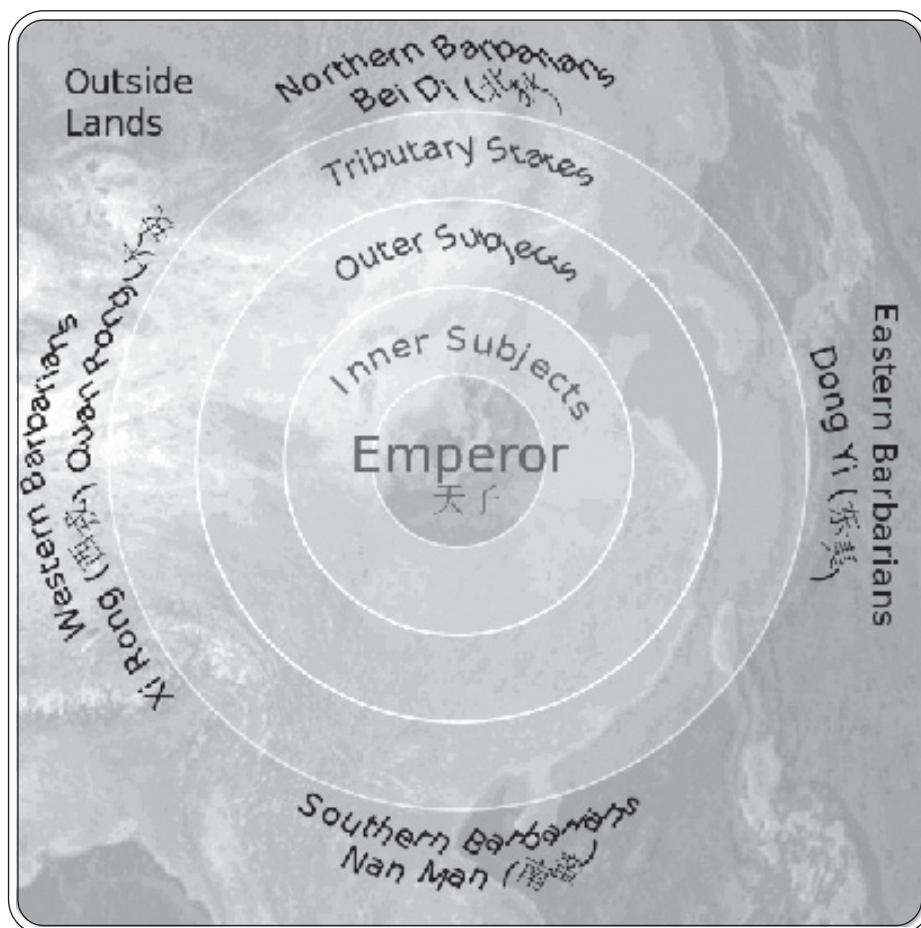 Outside
Lands
Northern Barbarians
Bei Di (北狄)
Tributary States
Outer Subjects
Inner Subjects
Emperor
天子
Western Barbarians
Xi Rong (西戎) Quan Rong (犬戎)
Eastern Barbarians
Dong Yi (东夷)
Southern Barbarians
Nan Man (南蛮)